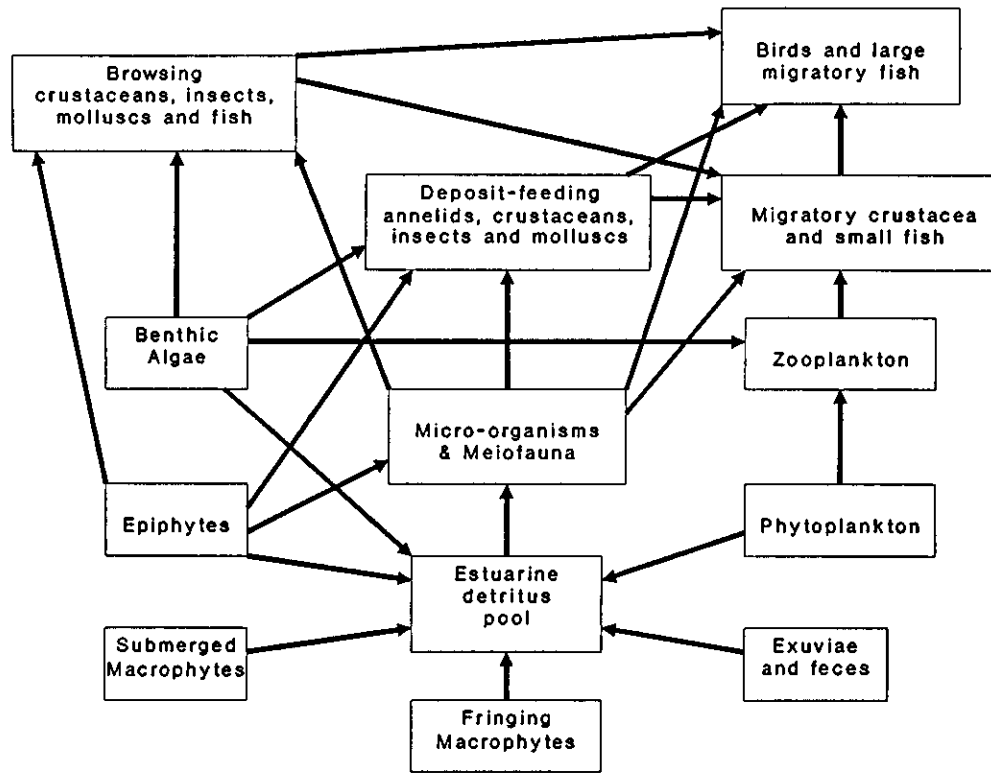 Browsing
crustaceans, insects,
molluscs and fish
Birds and large
migratory fish
Deposit-feeding
annelids, crustaceans,
insects and molluscs
Migratory crustacea
and small fish
Benthic
Algae
Zooplankton
Micro-organisms
& Meiofauna
Epiphytes
Phytoplankton
Estuarine
detritus
pool
Submerged
Macrophytes
Exuviae
and feces
Fringing
Macrophytes